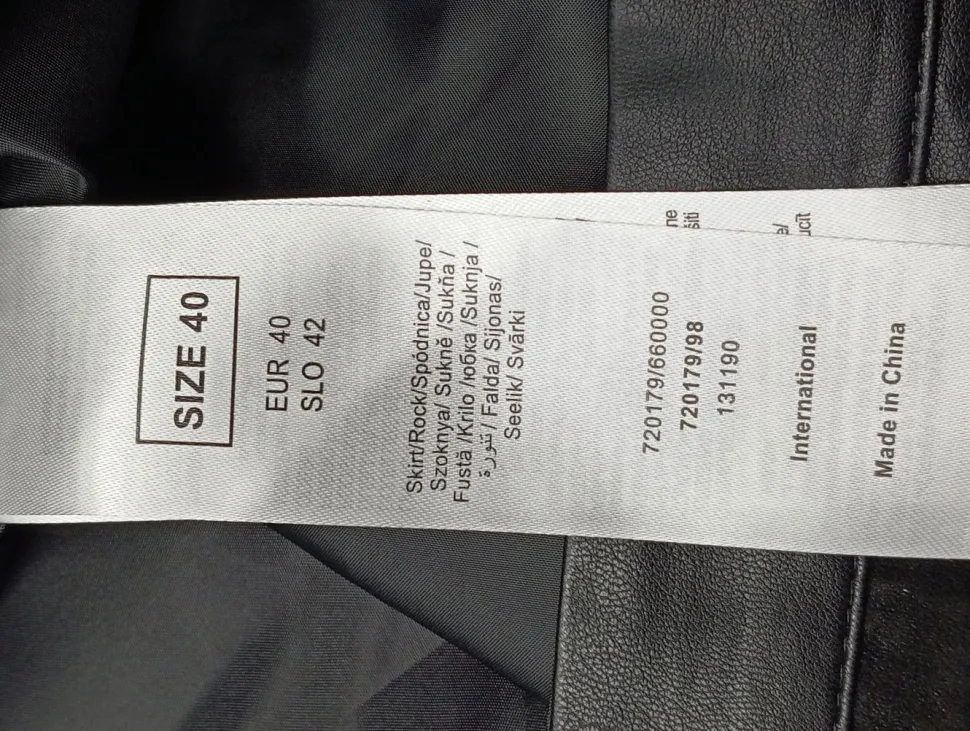 SIZE 40
EUR 40
SLO 42
Skirt/Rock/Spódnica/Jupe/
Szoknya/ Sukně /Sukňa /
Fustă /Krilo /юбка /Suknja /
تنورة / Falda/ Sijonas/
Seelik/ Svārki
720179/660000
720179/98
131190
International
Made in China